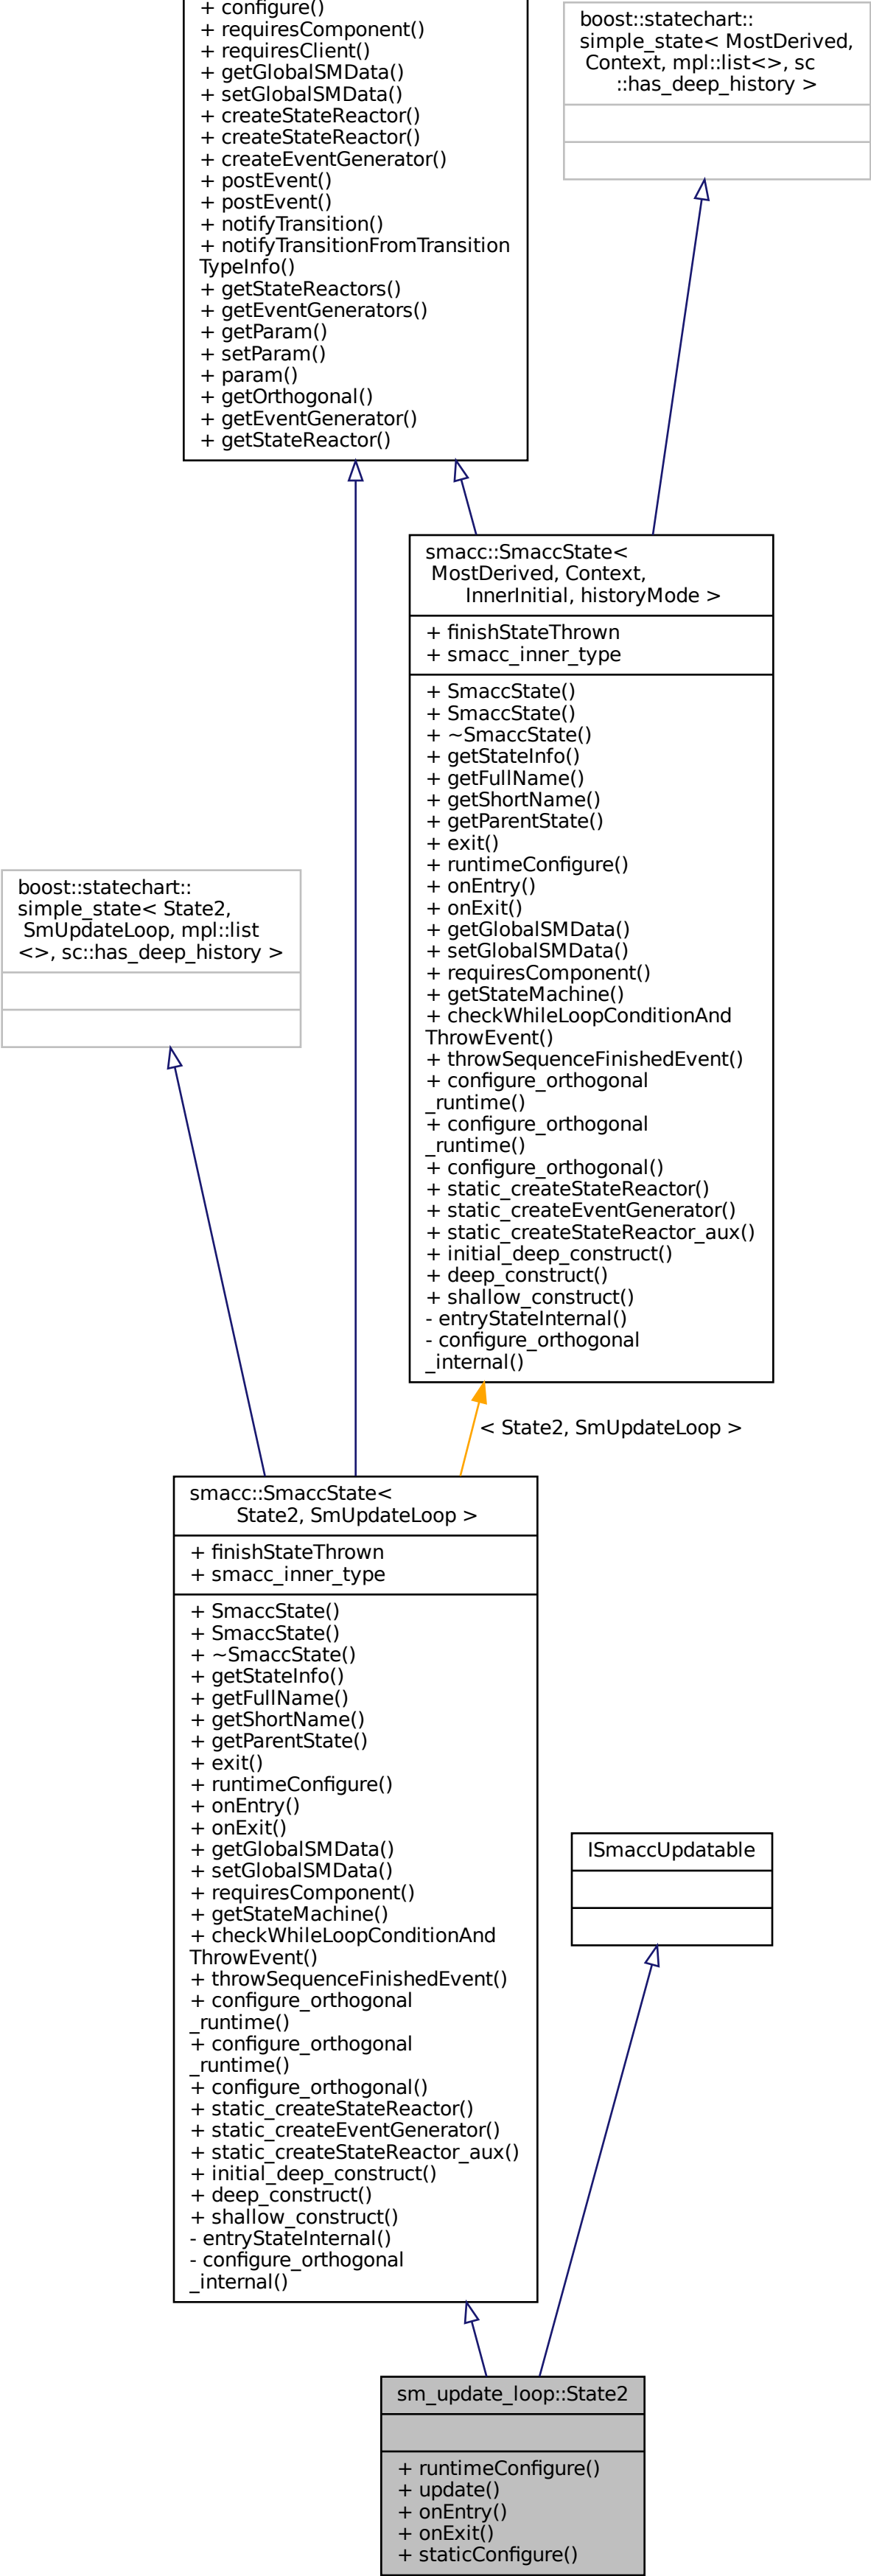 + configure()
+ requiresComponent()
+ requiresClient()
+ getGlobalSMData()
+ setGlobalSMData()
+ createStateReactor()
+ createStateReactor()
+ createEventGenerator()
+ postEvent()
+ postEvent()
+ notifyTransition()
+ notifyTransitionFromTransition
TypeInfo()
+ getStateReactors()
+ getEventGenerators()
+ getParam()
+ setParam()
+ param()
+ getOrthogonal()
+ getEventGenerator()
+ getStateReactor()
boost::statechart::
simple_state< MostDerived,
Context, mpl::list<>, sc
::has_deep_history >
smacc::SmaccState<
MostDerived, Context,
InnerInitial, historyMode >
+ finishStateThrown
+ smacc_inner_type
+ SmaccState()
+ SmaccState()
+ ~SmaccState()
+ getStateInfo()
+ getFullName()
+ getShortName()
+ getParentState()
+ exit()
+ runtimeConfigure()
+ onEntry()
+ onExit()
+ getGlobalSMData()
+ setGlobalSMData()
+ requiresComponent()
+ getStateMachine()
+ checkWhileLoopConditionAnd
ThrowEvent()
+ throwSequenceFinishedEvent()
+ configure_orthogonal
_runtime()
+ configure_orthogonal
_runtime()
+ configure_orthogonal()
+ static_createStateReactor()
+ static_createEventGenerator()
+ static_createStateReactor_aux()
+ initial_deep_construct()
+ deep_construct()
+ shallow_construct()
- entryStateInternal()
- configure_orthogonal
_internal()
boost::statechart::
simple_state< State2,
SmUpdateLoop, mpl::list
<>, sc::has_deep_history >
< State2, SmUpdateLoop >
smacc::SmaccState<
State2, SmUpdateLoop >
+ finishStateThrown
+ smacc_inner_type
+ SmaccState()
+ SmaccState()
+ ~SmaccState()
+ getStateInfo()
+ getFullName()
+ getShortName()
+ getParentState()
+ exit()
+ runtimeConfigure()
+ onEntry()
+ onExit()
+ getGlobalSMData()
+ setGlobalSMData()
+ requiresComponent()
+ getStateMachine()
+ checkWhileLoopConditionAnd
ThrowEvent()
+ throwSequenceFinishedEvent()
+ configure_orthogonal
_runtime()
+ configure_orthogonal
_runtime()
+ configure_orthogonal()
+ static_createStateReactor()
+ static_createEventGenerator()
+ static_createStateReactor_aux()
+ initial_deep_construct()
+ deep_construct()
+ shallow_construct()
- entryStateInternal()
- configure_orthogonal
_internal()
ISmaccUpdatable
sm_update_loop::State2
+ runtimeConfigure()
+ update()
+ onEntry()
+ onExit()
+ staticConfigure()